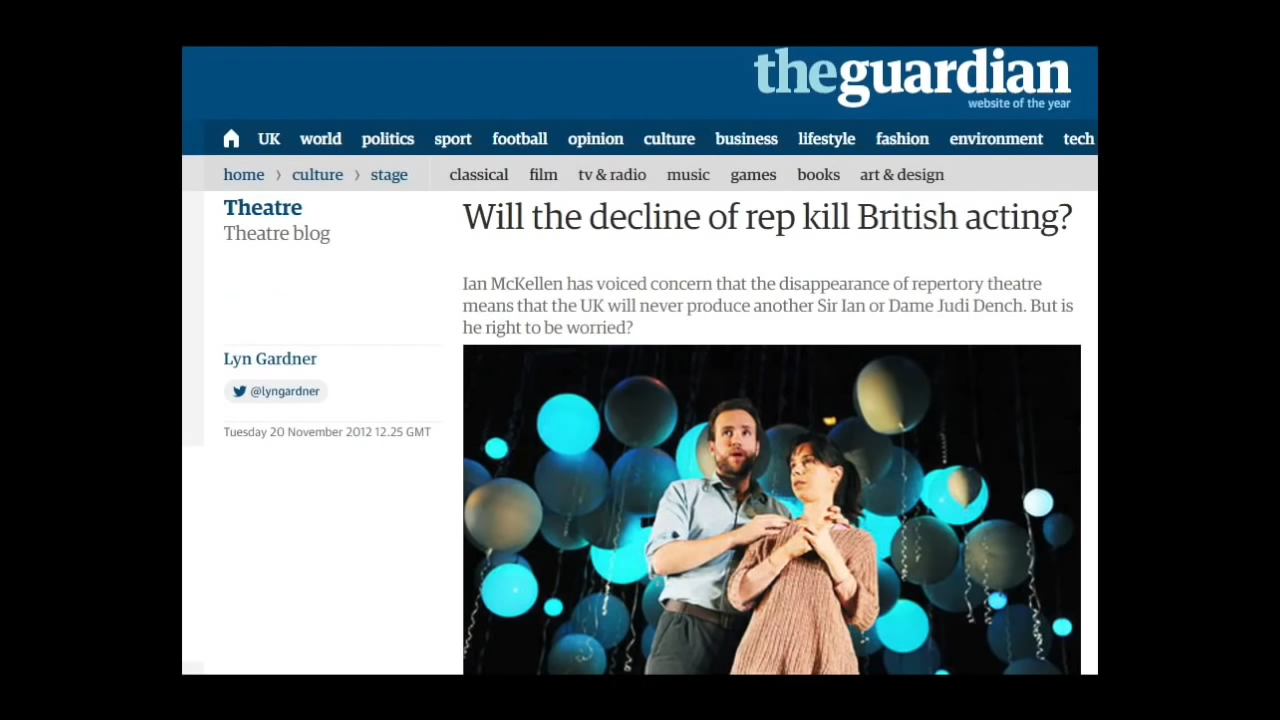 theguardian
website of the year
UK world politics sport football opinion culture business lifestyle fashion environment tech
home › culture › stage classical film tv & radio music games books art & design
Theatre
Theatre blog
Will the decline of rep kill British acting?
Ian McKellen has voiced concern that the disappearance of repertory theatre
means that the UK will never produce another Sir Ian or Dame Judi Dench. But is
he right to be worried?
Lyn Gardner
@lyngardner
Tuesday 20 November 2012 12.25 GMT